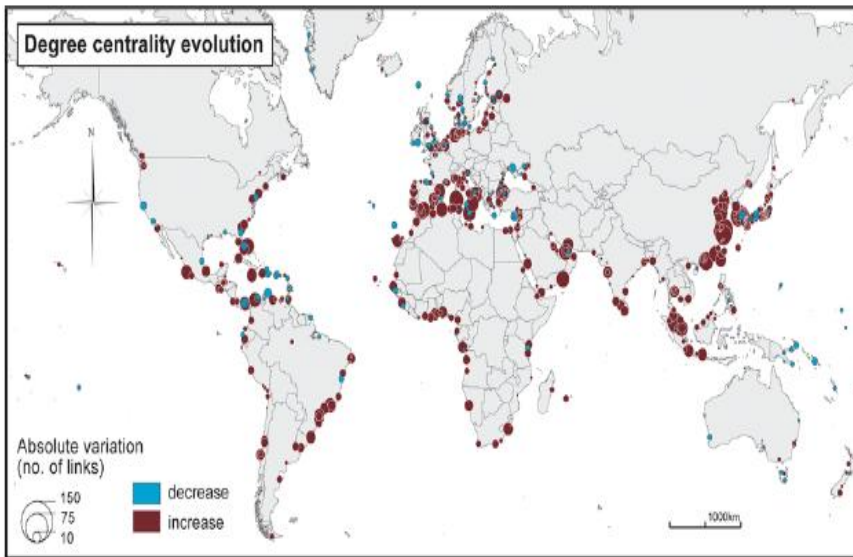 Degree centrality evolution
N
Absolute variation
(no. of links)
150
75
10
decrease
increase
1000km